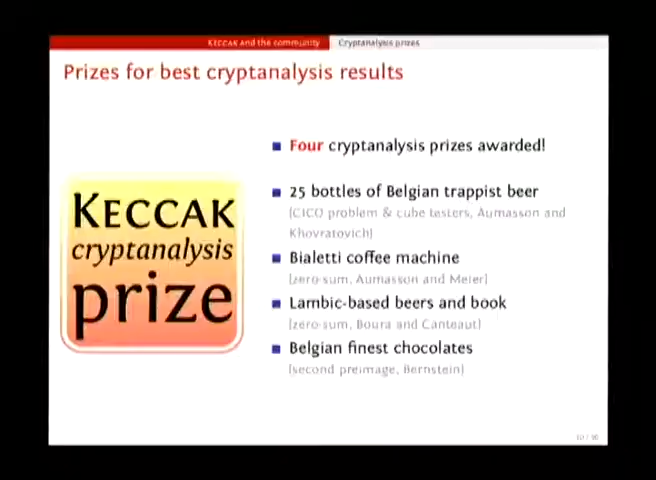 KECCAK and the community Cryptanalysis prizes
Prizes for best cryptanalysis results
Four cryptanalysis prizes awarded!
25 bottles of Belgian trappist beer
(CICO problem & cube testers, Aumasson and
Khovratovich)
Bialetti coffee machine
(zero-sum, Aumasson and Meier)
Lambic-based beers and book
(zero-sum, Boura and Canteaut)
Belgian finest chocolates
(second preimage, Bernstein)
KECCAK
cryptanalysis
prize